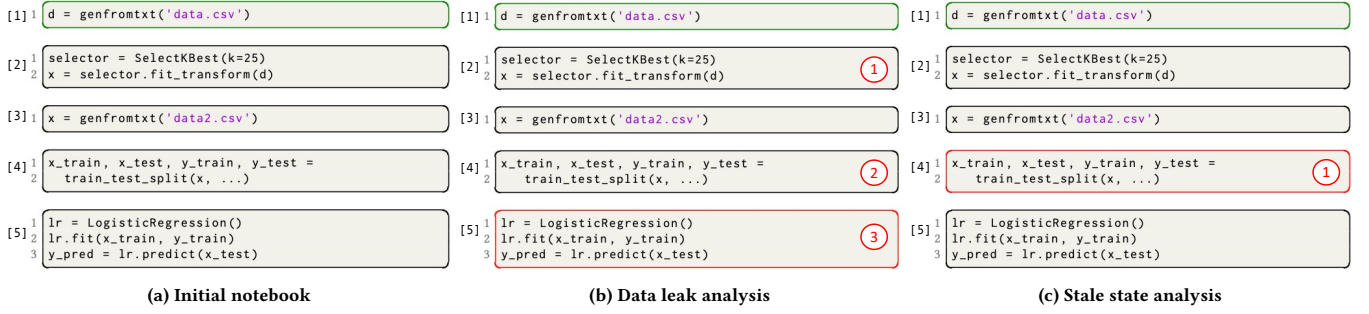 [1] 1 d = genfromtxt('data.csv')
[2] 1 selector = SelectKBest(k=25)
2 x = selector.fit_transform(d)
[3] 1 x = genfromtxt('data2.csv')
[4] 1 x_train, x_test, y_train, y_test =
2 train_test_split(x, ...)
[5] 1 lr = LogisticRegression()
2 lr.fit(x_train, y_train)
3 y_pred = lr.predict(x_test)
(a) Initial notebook
[1] 1 d = genfromtxt('data.csv')
[2] 1 selector = SelectKBest(k=25)
2 x = selector.fit_transform(d)
1
[3] 1 x = genfromtxt('data2.csv')
[4] 1 x_train, x_test, y_train, y_test =
2 train_test_split(x, ...)
2
[5] 1 lr = LogisticRegression()
2 lr.fit(x_train, y_train)
3 y_pred = lr.predict(x_test)
3
(b) Data leak analysis
[1] 1 d = genfromtxt('data.csv')
[2] 1 selector = SelectKBest(k=25)
2 x = selector.fit_transform(d)
[3] 1 x = genfromtxt('data2.csv')
[4] 1 x_train, x_test, y_train, y_test =
2 train_test_split(x, ...)
1
[5] 1 lr = LogisticRegression()
2 lr.fit(x_train, y_train)
3 y_pred = lr.predict(x_test)
(c) Stale state analysis